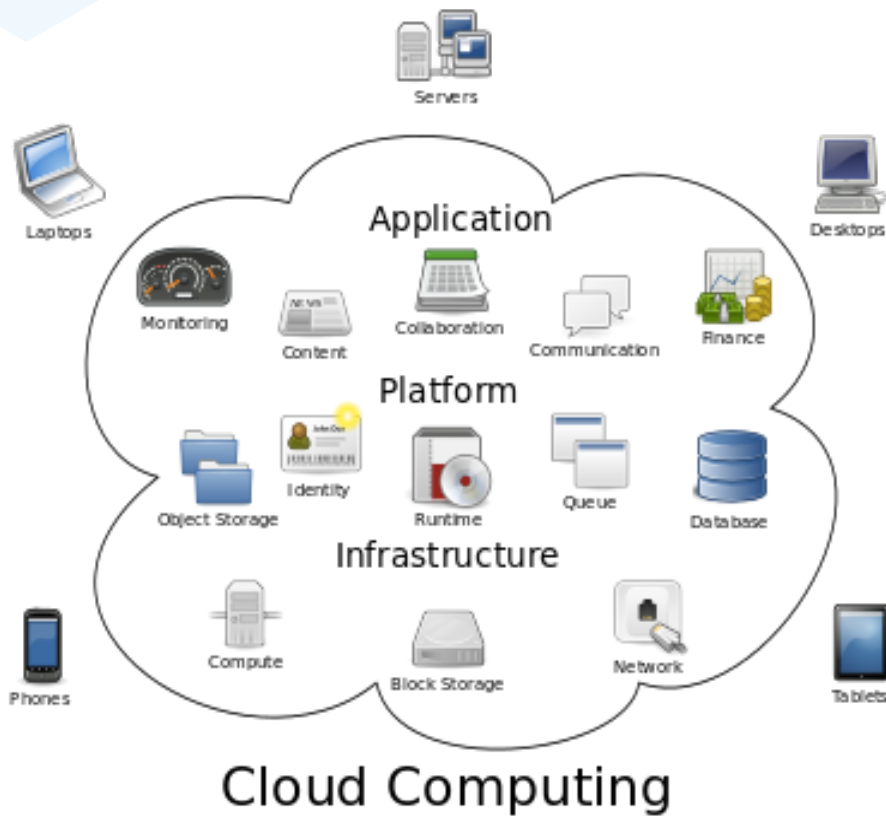 Servers
Laptops
Desktops
Application
Monitoring
Content
Collaboration
Communication
Finance
Platform
Object Storage
Identity
Runtime
Queue
Database
Infrastructure
Compute
Block Storage
Network
Phones
Tablets
Cloud Computing